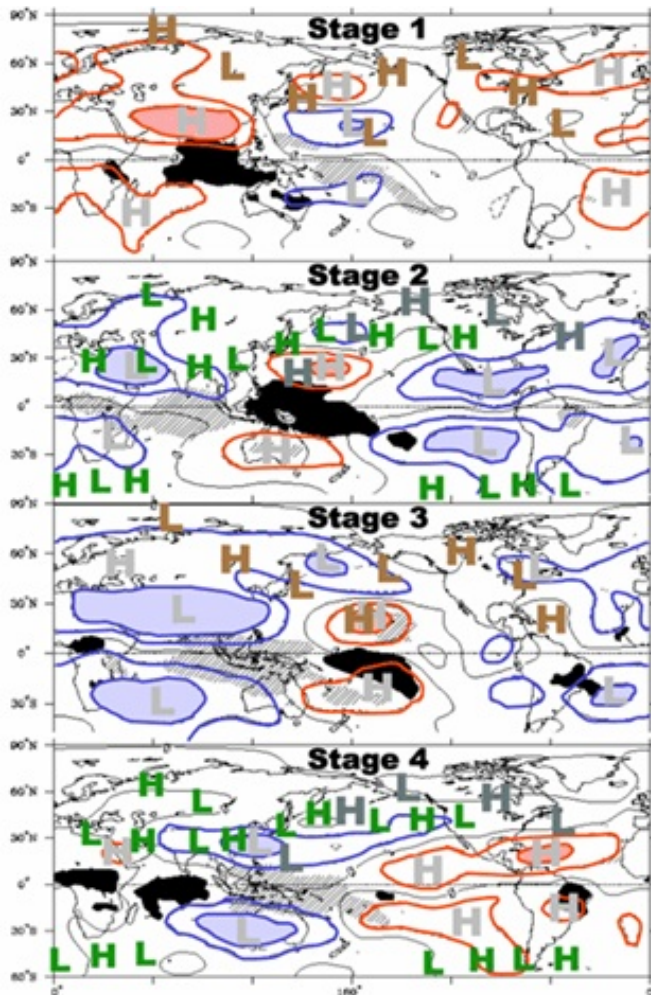 90°N
Stage 1
H
60°N
L H L H
H H H
30°N
H L L L
0°
H L H
30°S
90°N
Stage 2
L H L
60°N
H L L H H L H H
30°N
H L L H L H H L L
0°
L H L L
30°S
H L H H L H L
90°N
Stage 3
L
60°N
H H L L H L L
L
30°N
L H H H
0°
L H L
30°S
90°N
Stage 4
H L H
60°N
L H H L
L H L H L H L H L L
30°N
H L H H
0°
H
30°S
L H L
L H L L H L H
60°S
0° 180° 0